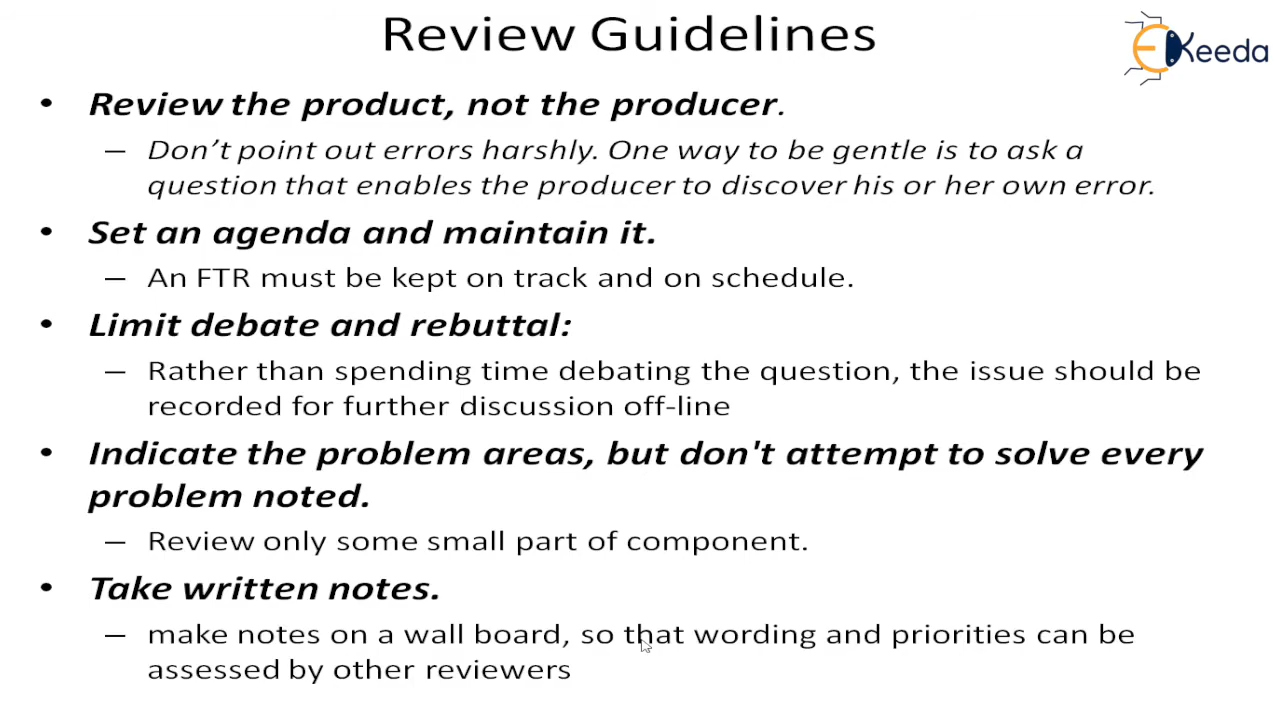 Review Guidelines
EKeeda
• Review the product, not the producer.
– Don’t point out errors harshly. One way to be gentle is to ask a
question that enables the producer to discover his or her own error.
• Set an agenda and maintain it.
– An FTR must be kept on track and on schedule.
• Limit debate and rebuttal:
– Rather than spending time debating the question, the issue should be
recorded for further discussion off-line
• Indicate the problem areas, but don't attempt to solve every
problem noted.
– Review only some small part of component.
• Take written notes.
– make notes on a wall board, so that wording and priorities can be
assessed by other reviewers